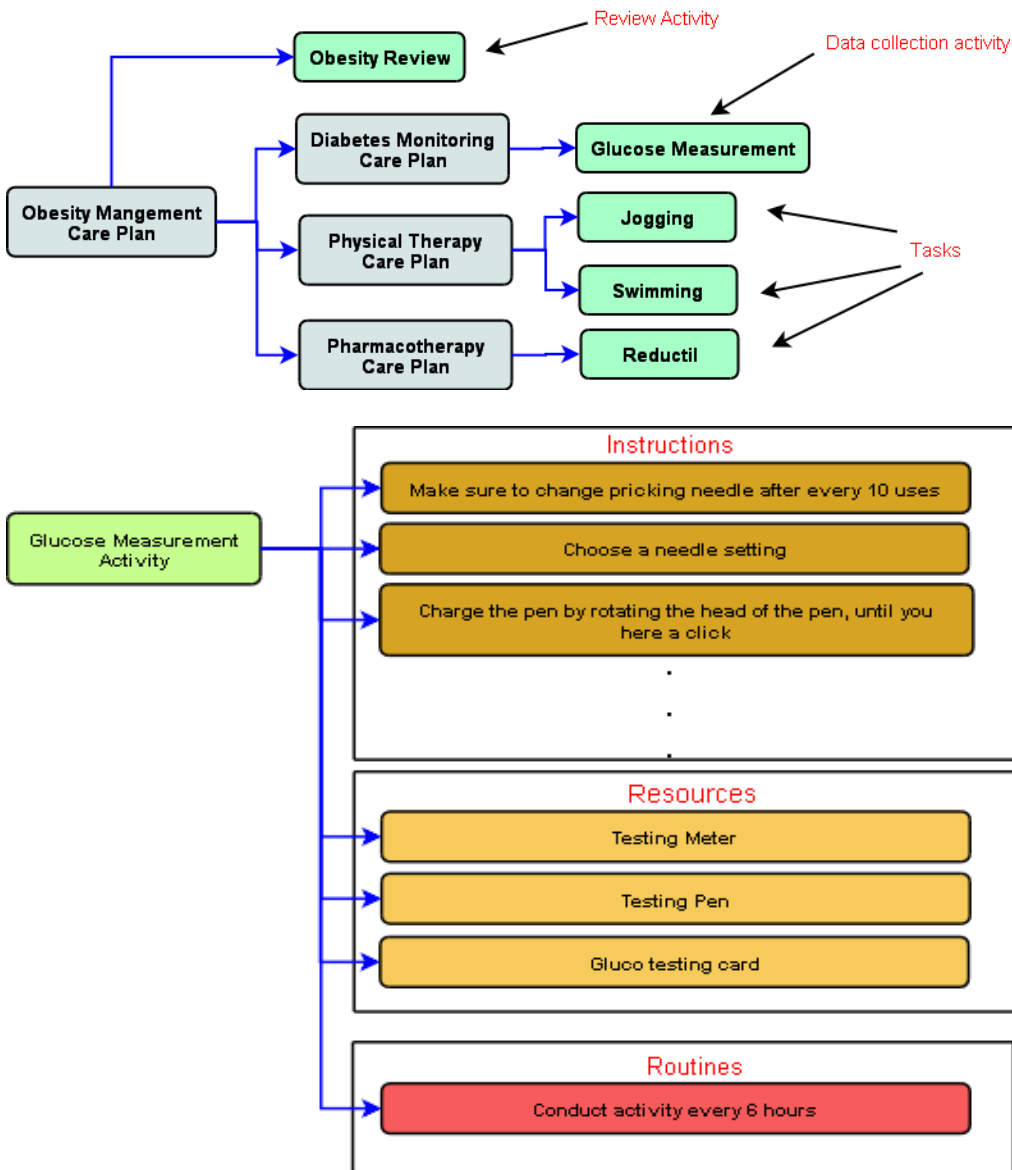 Review Activity
Data collection activity
Obesity Review
Diabetes Monitoring
Care Plan
Glucose Measurement
Obesity Mangement
Care Plan
Jogging
Physical Therapy
Care Plan
Tasks
Swimming
Pharmacotherapy
Care Plan
Reductil
Instructions
Make sure to change pricking needle after every 10 uses
Glucose Measurement
Activity
Choose a needle setting
Charge the pen by rotating the head of the pen, until you
here a click
.
.
.
Resources
Testing Meter
Testing Pen
Gluco testing card
Routines
Conduct activity every 6 hours